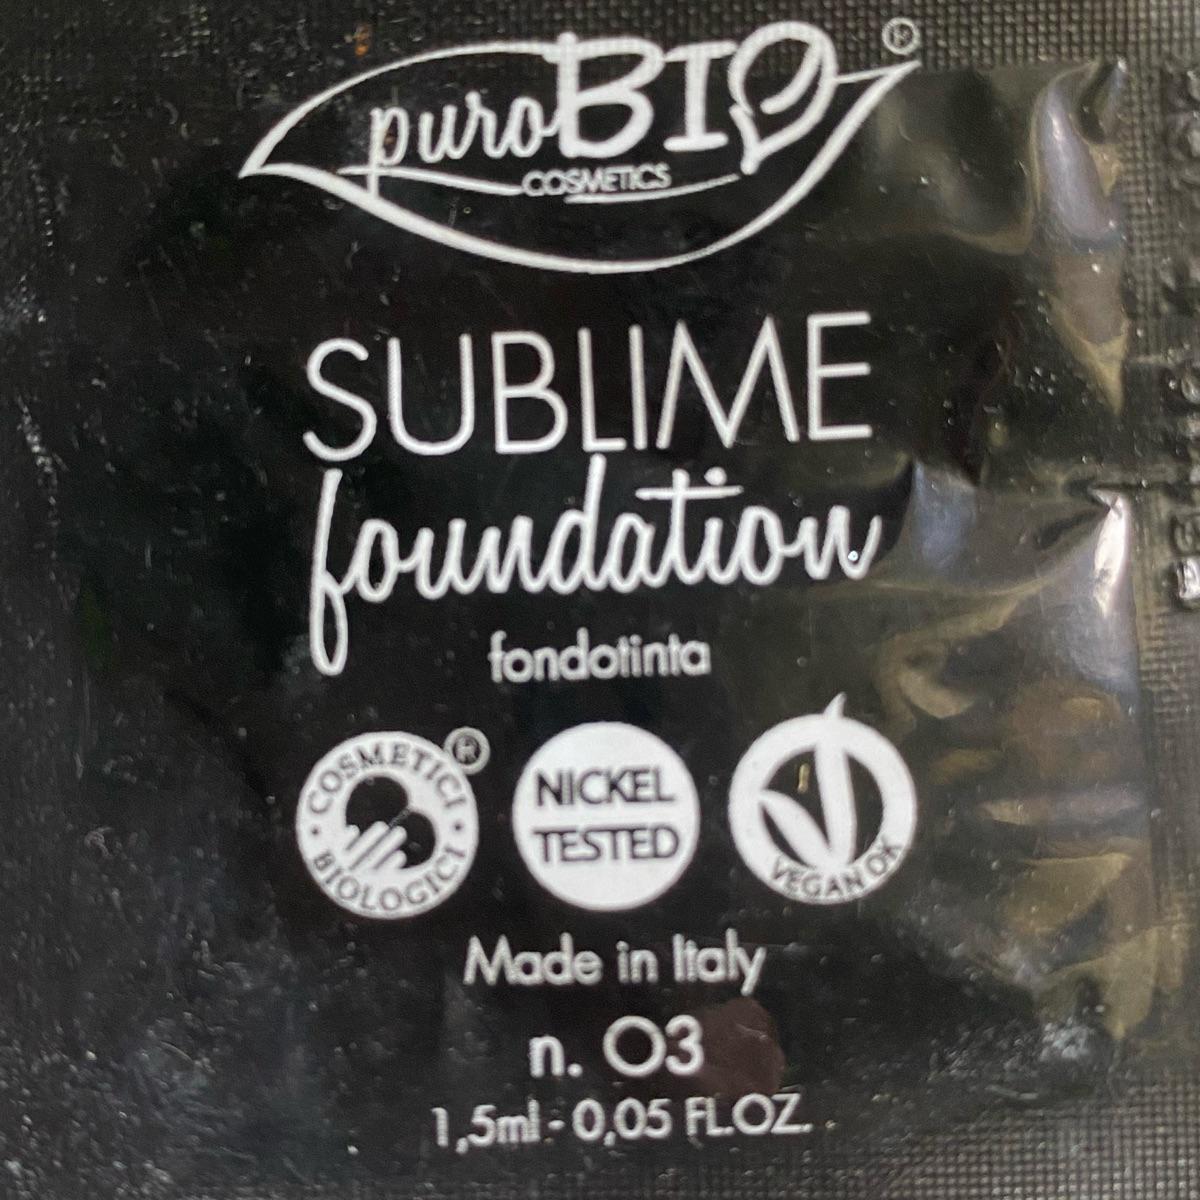 puroBIO®
COSMETICS
SUBLIME
foundation
fondotinta
COSMETICI BIOLOGICI ®
NICKEL
TESTED
VEGAN OK
Made in Italy
n. 03
1,5ml - 0,05 FL.OZ.